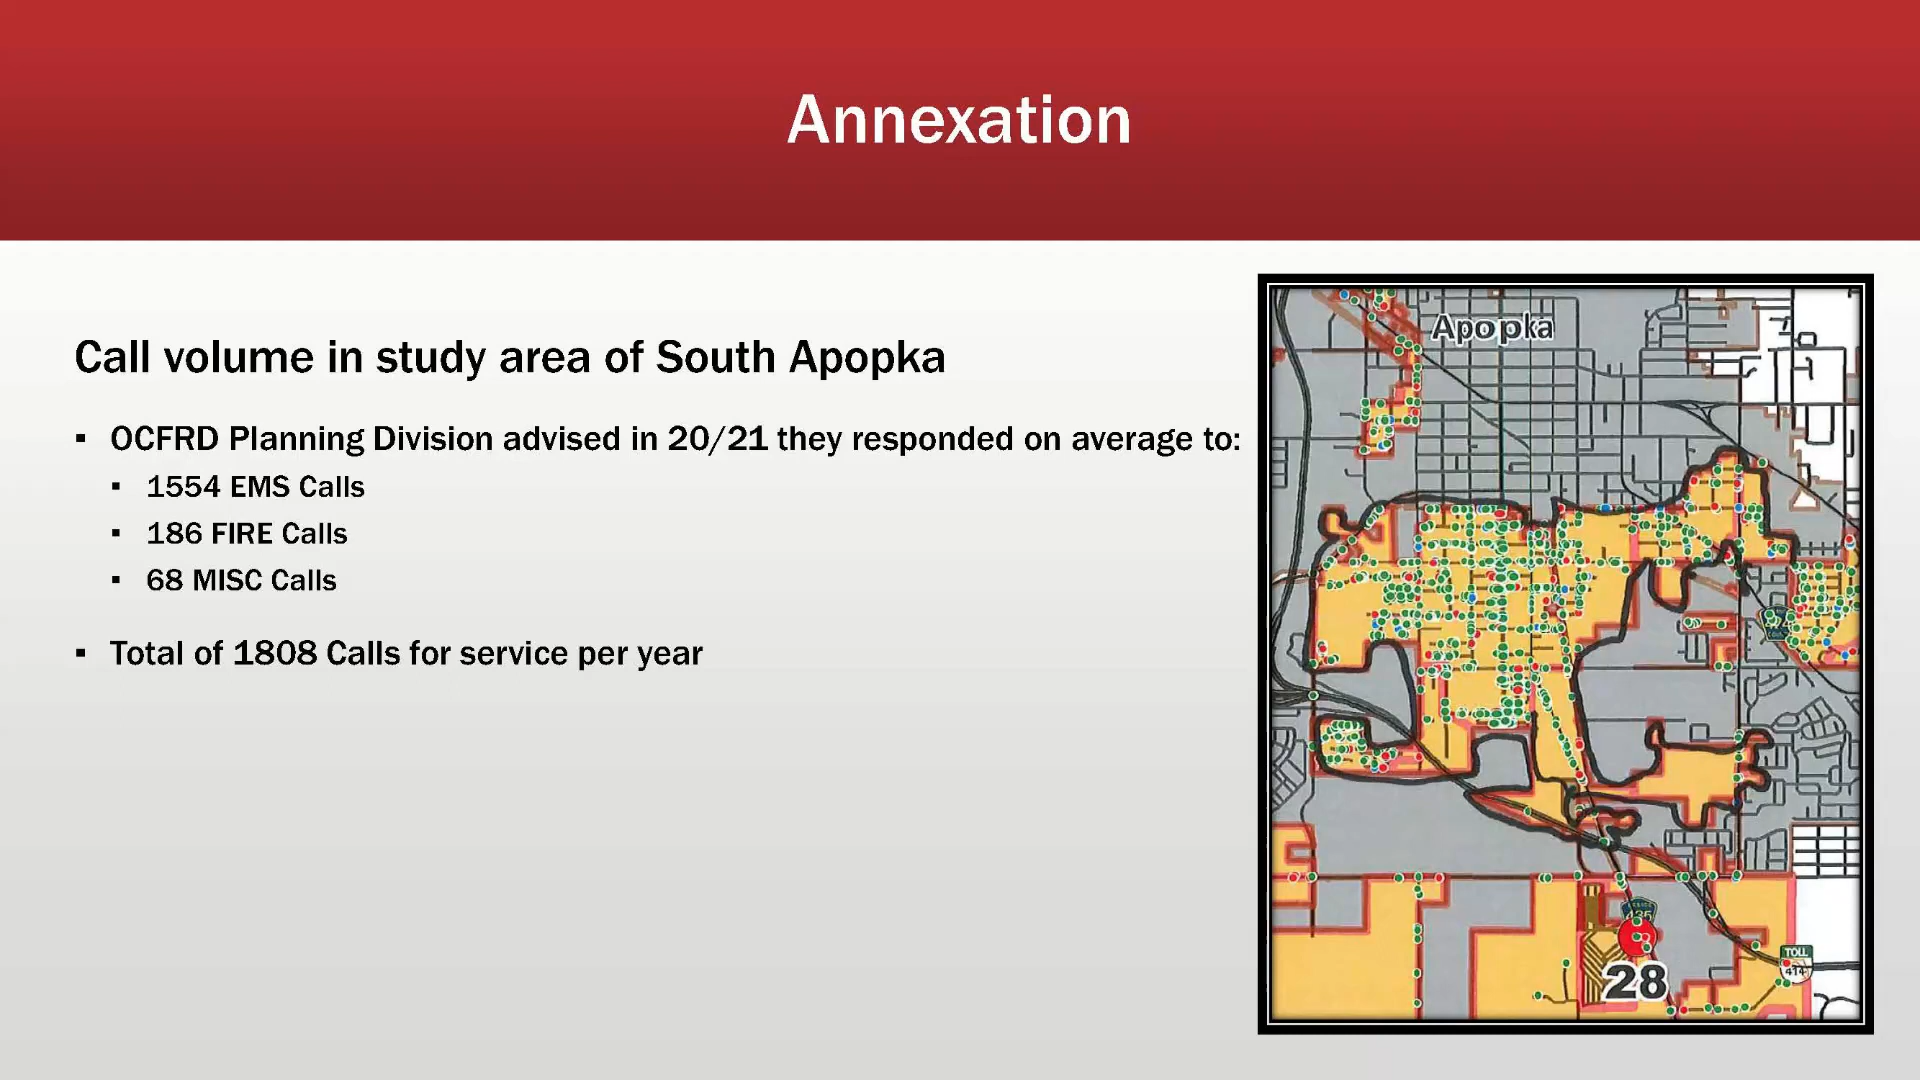 Annexation
Call volume in study area of South Apopka
▪ OCFRD Planning Division advised in 20/21 they responded on average to:
▪ 1554 EMS Calls
▪ 186 FIRE Calls
▪ 68 MISC Calls
▪ Total of 1808 Calls for service per year
Apopka
435
28
TOLL
414